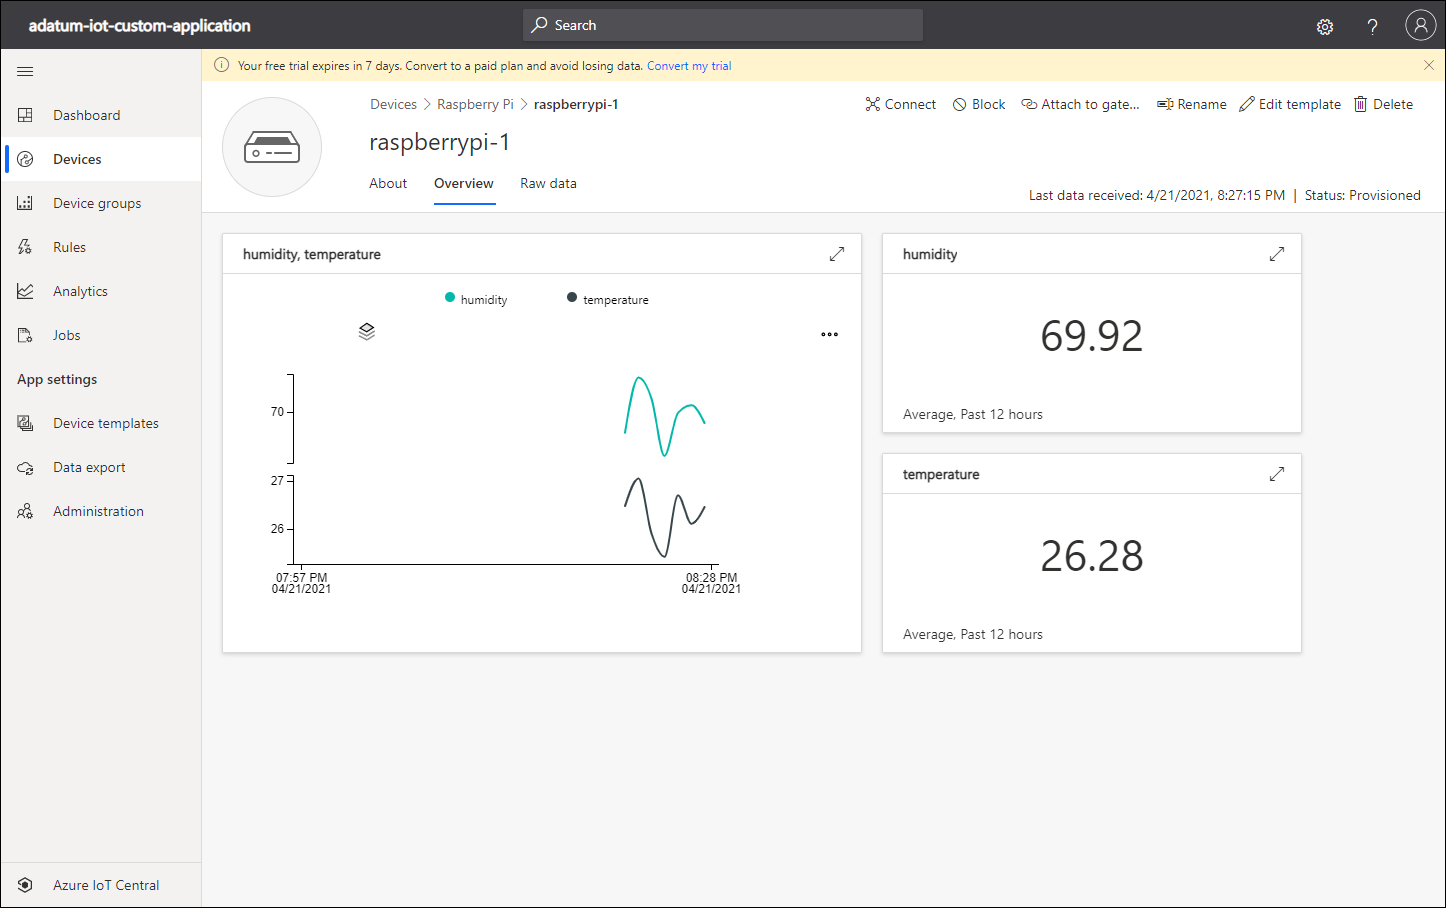 adatum-iot-custom-application
Search
?
Your free trial expires in 7 days. Convert to a paid plan and avoid losing data. Convert my trial
Dashboard
Devices
Device groups
Rules
Analytics
Jobs
App settings
Device templates
Data export
Administration
Azure IoT Central
Devices > Raspberry Pi > raspberrypi-1
Connect Block Attach to gate... Rename Edit template Delete
raspberrypi-1
About Overview Raw data
Last data received: 4/21/2021, 8:27:15 PM | Status: Provisioned
humidity, temperature
humidity temperature
70
27
26
07:57 PM 08:28 PM
04/21/2021 04/21/2021
humidity
69.92
Average, Past 12 hours
temperature
26.28
Average, Past 12 hours